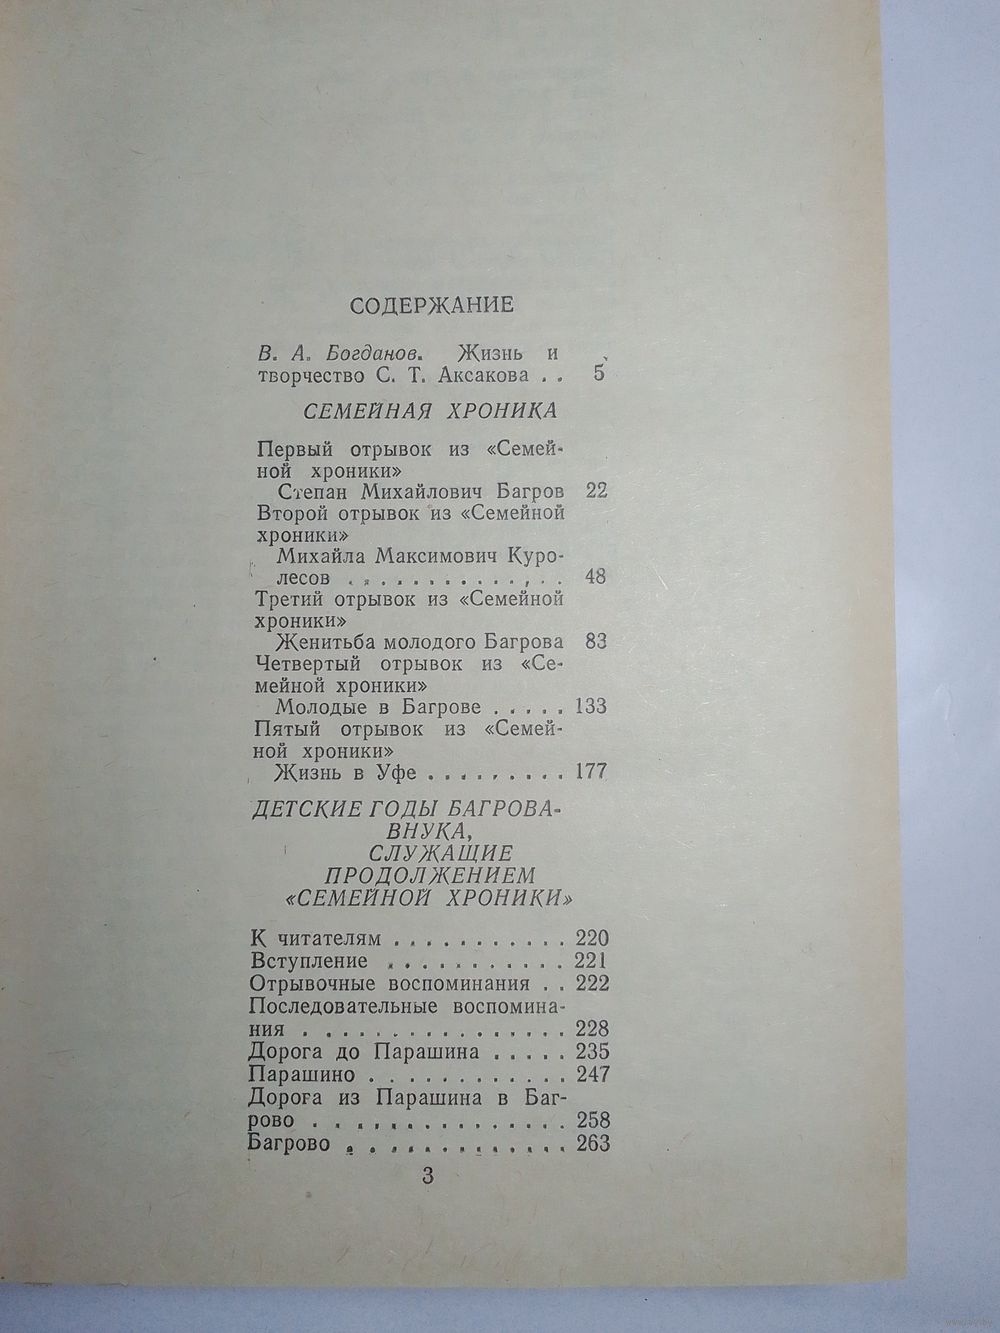 СОДЕРЖАНИЕ
В. А. Богданов. Жизнь и
творчество С. Т. Аксакова . . 5
СЕМЕЙНАЯ ХРОНИКА
Первый отрывок из «Семей-
ной хроники»
Степан Михайлович Багров 22
Второй отрывок из «Семейной
хроники»
Михайла Максимович Куро-
лесов . . . . . . . . . . . . . . 48
Третий отрывок из «Семейной
хроники»
Женитьба молодого Багрова 83
Четвертый отрывок из «Се-
мейной хроники»
Молодые в Багрове . . . . . 133
Пятый отрывок из «Семей-
ной хроники»
Жизнь в Уфе . . . . . . . . . 177
ДЕТСКИЕ ГОДЫ БАГРОВА-
ВНУКА,
СЛУЖАЩИЕ
ПРОДОЛЖЕНИЕМ
«СЕМЕЙНОЙ ХРОНИКИ»
К читателям . . . . . . . . . . . 220
Вступление . . . . . . . . . . . 221
Отрывочные воспоминания . . 222
Последовательные воспомина-
ния . . . . . . . . . . . . . . . . 228
Дорога до Парашина . . . . . 235
Парашино . . . . . . . . . . . . 247
Дорога из Парашина в Баг-
рово . . . . . . . . . . . . . . . 258
Багрово . . . . . . . . . . . . . 263
3